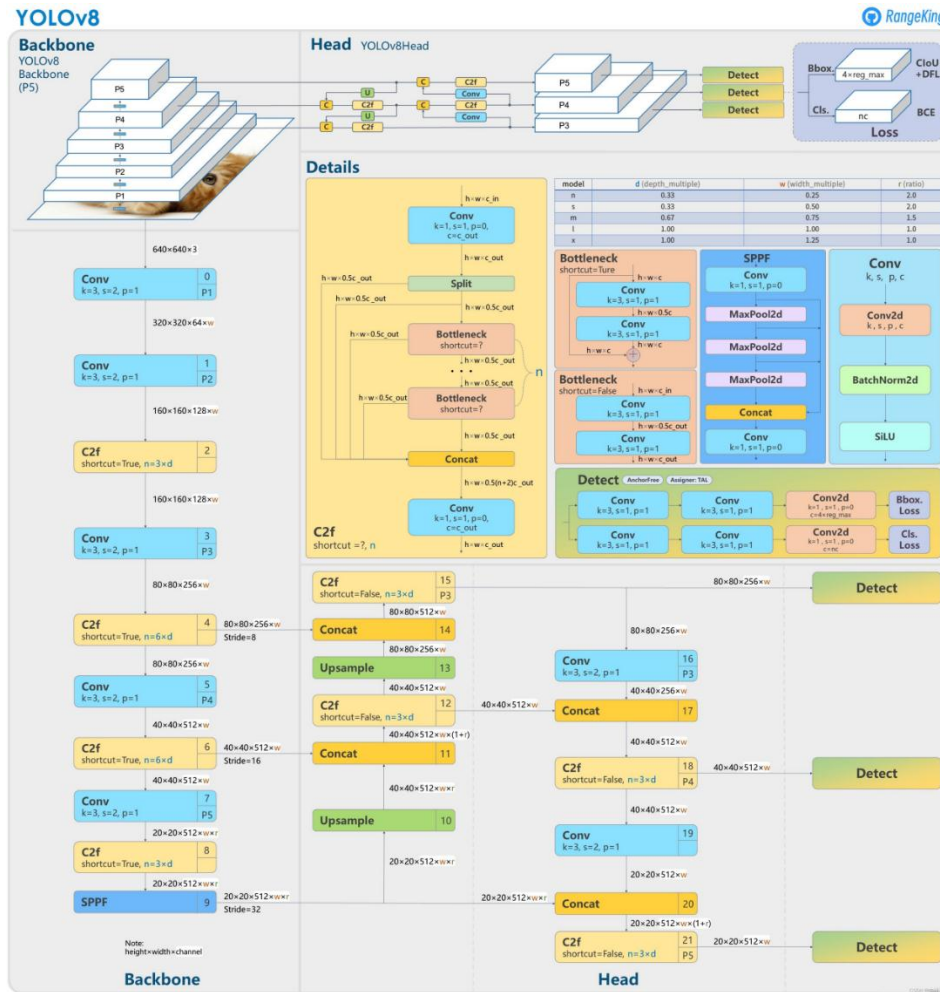 YOLOv8
RangeKing
Backbone
YOLOv8
Backbone
(P5)
P5
P4
P3
P2
P1
Head YOLOv8Head
C
C2f
C
C2f
U
Conv
C
C2f
C
C2f
U
Conv
C
C2f
P5
P4
P3
Detect
Detect
Detect
Bbox.
4×reg_max
CIoU
+DFL
Cls.
nc
BCE
Loss
640×640×3
Conv 0
k=3, s=2, p=1 P1
320×320×64×w
Conv 1
k=3, s=2, p=1 P2
160×160×128×w
C2f 2
shortcut=True, n=3×d
160×160×128×w
Conv 3
k=3, s=2, p=1 P3
80×80×256×w
C2f 4
shortcut=True, n=6×d
80×80×256×w
Stride=8
80×80×256×w
Conv 5
k=3, s=2, p=1 P4
40×40×512×w
C2f 6
shortcut=True, n=6×d
40×40×512×w
Stride=16
40×40×512×w
Conv 7
k=3, s=2, p=1 P5
20×20×512×w×r
C2f 8
shortcut=True, n=3×d
20×20×512×w×r
SPPF 9
20×20×512×w×r
Stride=32
Note:
height×width×channel
Backbone
Details
h×w×c_in
Conv
k=1, s=1, p=0,
c=c_out
h×w×c_out
h×w×0.5c_out
Split
h×w×0.5c_out
h×w×0.5c_out
Bottleneck
shortcut=?
h×w×0.5c_out
h×w×0.5c_out
• • •
h×w×0.5c_out
h×w×0.5c_out
Bottleneck
shortcut=?
n
h×w×0.5c_out
Concat
h×w×0.5(n+2)c_out
Conv
k=1, s=1, p=0,
c=c_out
h×w×c_out
C2f
shortcut =?, n
model d (depth_multiple) w (width_multiple) r (ratio)
n 0.33 0.25 2.0
s 0.33 0.50 2.0
m 0.67 0.75 1.5
l 1.00 1.00 1.0
x 1.00 1.25 1.0
Bottleneck
shortcut=Ture
h×w×c
Conv
k=3, s=1, p=1
h×w×0.5c
Conv
k=3, s=1, p=1
h×w×c
h×w×c
+
Bottleneck
shortcut=False
h×w×c_in
Conv
k=3, s=1, p=1
h×w×0.5c_out
Conv
k=3, s=1, p=1
h×w×c_out
SPPF
Conv
k=1, s=1, p=0
MaxPool2d
MaxPool2d
MaxPool2d
Concat
Conv
k=1, s=1, p=0
Conv
k, s, p, c
Conv2d
k, s, p, c
BatchNorm2d
SiLU
Detect AnchorFree Assigner: TAL
Conv
k=3, s=1, p=1
Conv
k=3, s=1, p=1
Conv2d
k=1, s=1, p=0
c=4×reg_max
Bbox.
Loss
Conv
k=3, s=1, p=1
Conv
k=3, s=1, p=1
Conv2d
k=1, s=1, p=0
c=nc
Cls.
Loss
C2f 15
shortcut=False, n=3×d P3
80×80×256×w
Detect
80×80×512×w
Concat 14
80×80×256×w
Upsample 13
40×40×512×w
C2f 12
shortcut=False, n=3×d
40×40×512×w
40×40×512×w×(1+r)
Concat 11
40×40×512×w×r
Upsample 10
20×20×512×w×r
80×80×256×w
Conv 16
k=3, s=2, p=1 P3
40×40×256×w
Concat 17
40×40×512×w
C2f 18
shortcut=False, n=3×d P4
40×40×512×w
Detect
40×40×512×w
Conv 19
k=3, s=2, p=1
20×20×512×w
20×20×512×w×r
Concat 20
20×20×512×w×(1+r)
C2f 21
shortcut=False, n=3×d P5
20×20×512×w
Detect
Head